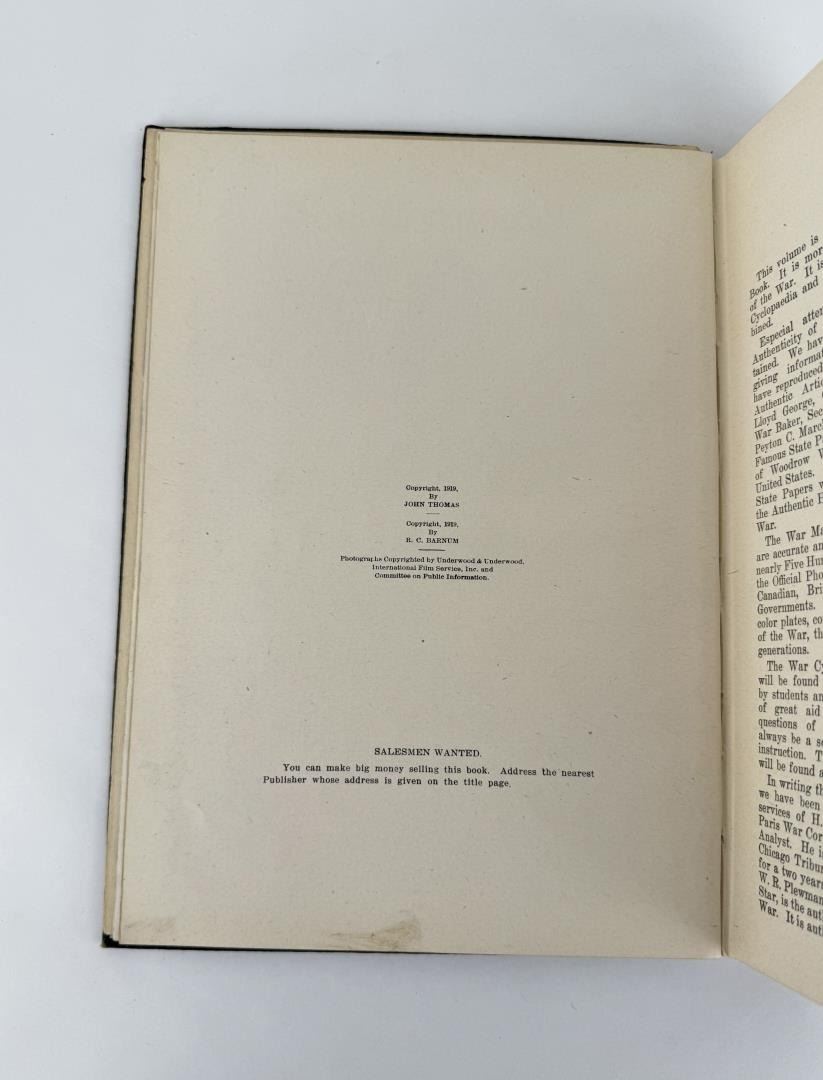 Copyright, 1919,
By
JOHN THOMAS
Copyright, 1919,
By
R. C. BARNUM
Photographs Copyrighted by Underwood & Underwood,
International Film Service, Inc. and
Committee on Public Information.
SALESMEN WANTED.
You can make big money selling this book. Address the nearest
Publisher whose address is given on the title page.
This volume is
Book. It is mor
of the War. It is
Cyclopaedia and
bined.
Especial atte
Authenticity of
tained. We hav
giving informa
have reproduced
Authentic Artic
Lloyd George,
War Baker, Sec
Peyton C. Marc
Famous State P
of Woodrow W
United States.
State Papers w
the Authentic H
War.
The War Ma
are accurate an
nearly Five Hun
the Official Pho
Canadian, Bri
Governments.
color plates, co
of the War, th
generations.
The War Cy
will be found
by students an
of great aid
questions of
always be a se
instruction. T
will be found a
In writing th
we have been
services of H.
Paris War Cor
Analyst. He i
Chicago Tribun
for a two years
W. R. Plewman
Star, is the aut
War. It is aut